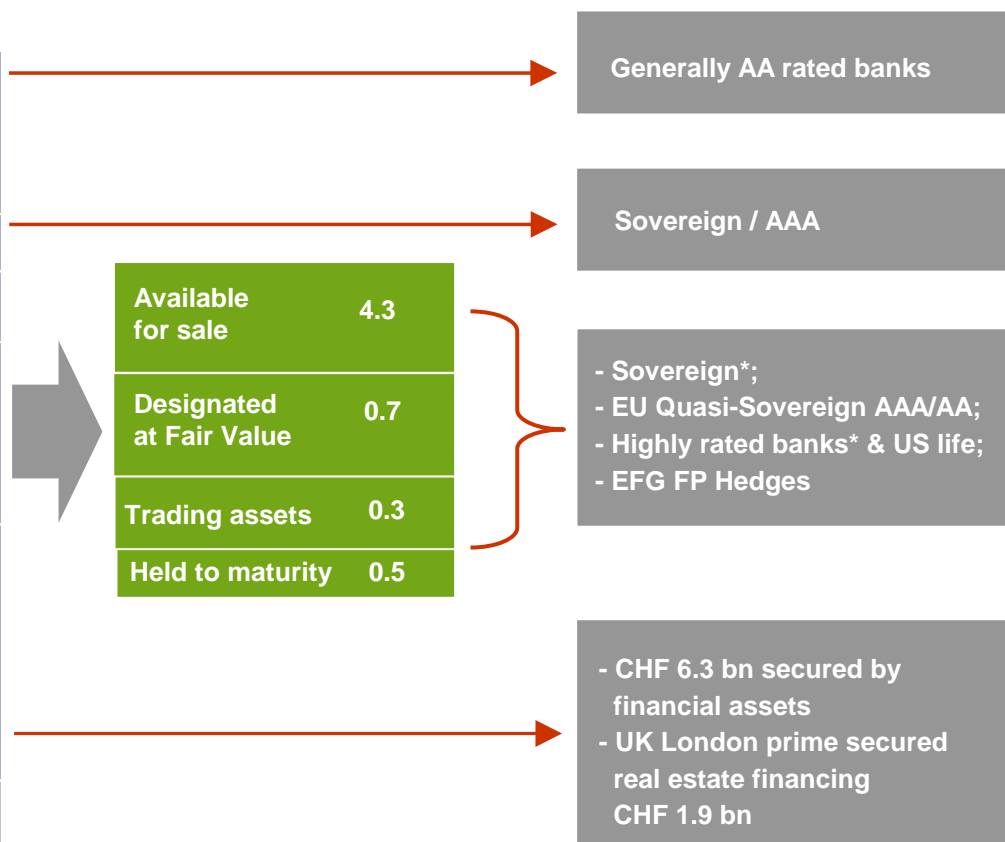 Generally AA rated banks
Sovereign / AAA
Available
for sale 4.3
Designated
at Fair Value 0.7
Trading assets 0.3
Held to maturity 0.5
- Sovereign*;
- EU Quasi-Sovereign AAA/AA;
- Highly rated banks* & US life;
- EFG FP Hedges
- CHF 6.3 bn secured by
financial assets
- UK London prime secured
real estate financing
CHF 1.9 bn